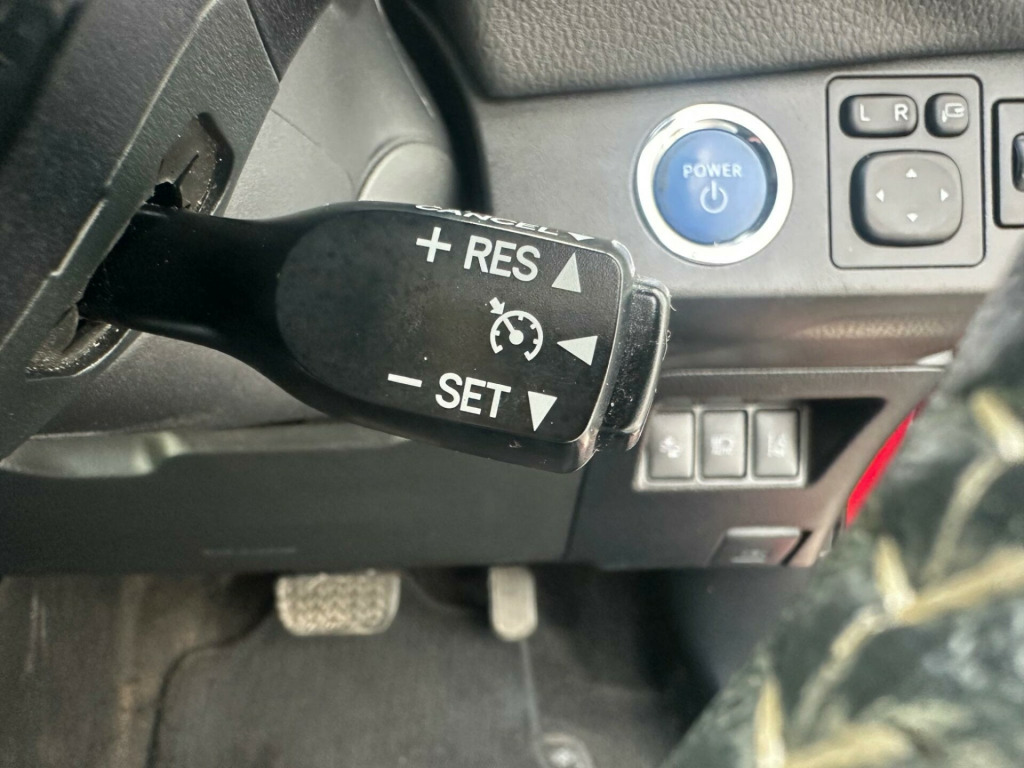 CANCEL
+ RES
- SET
POWER
L R